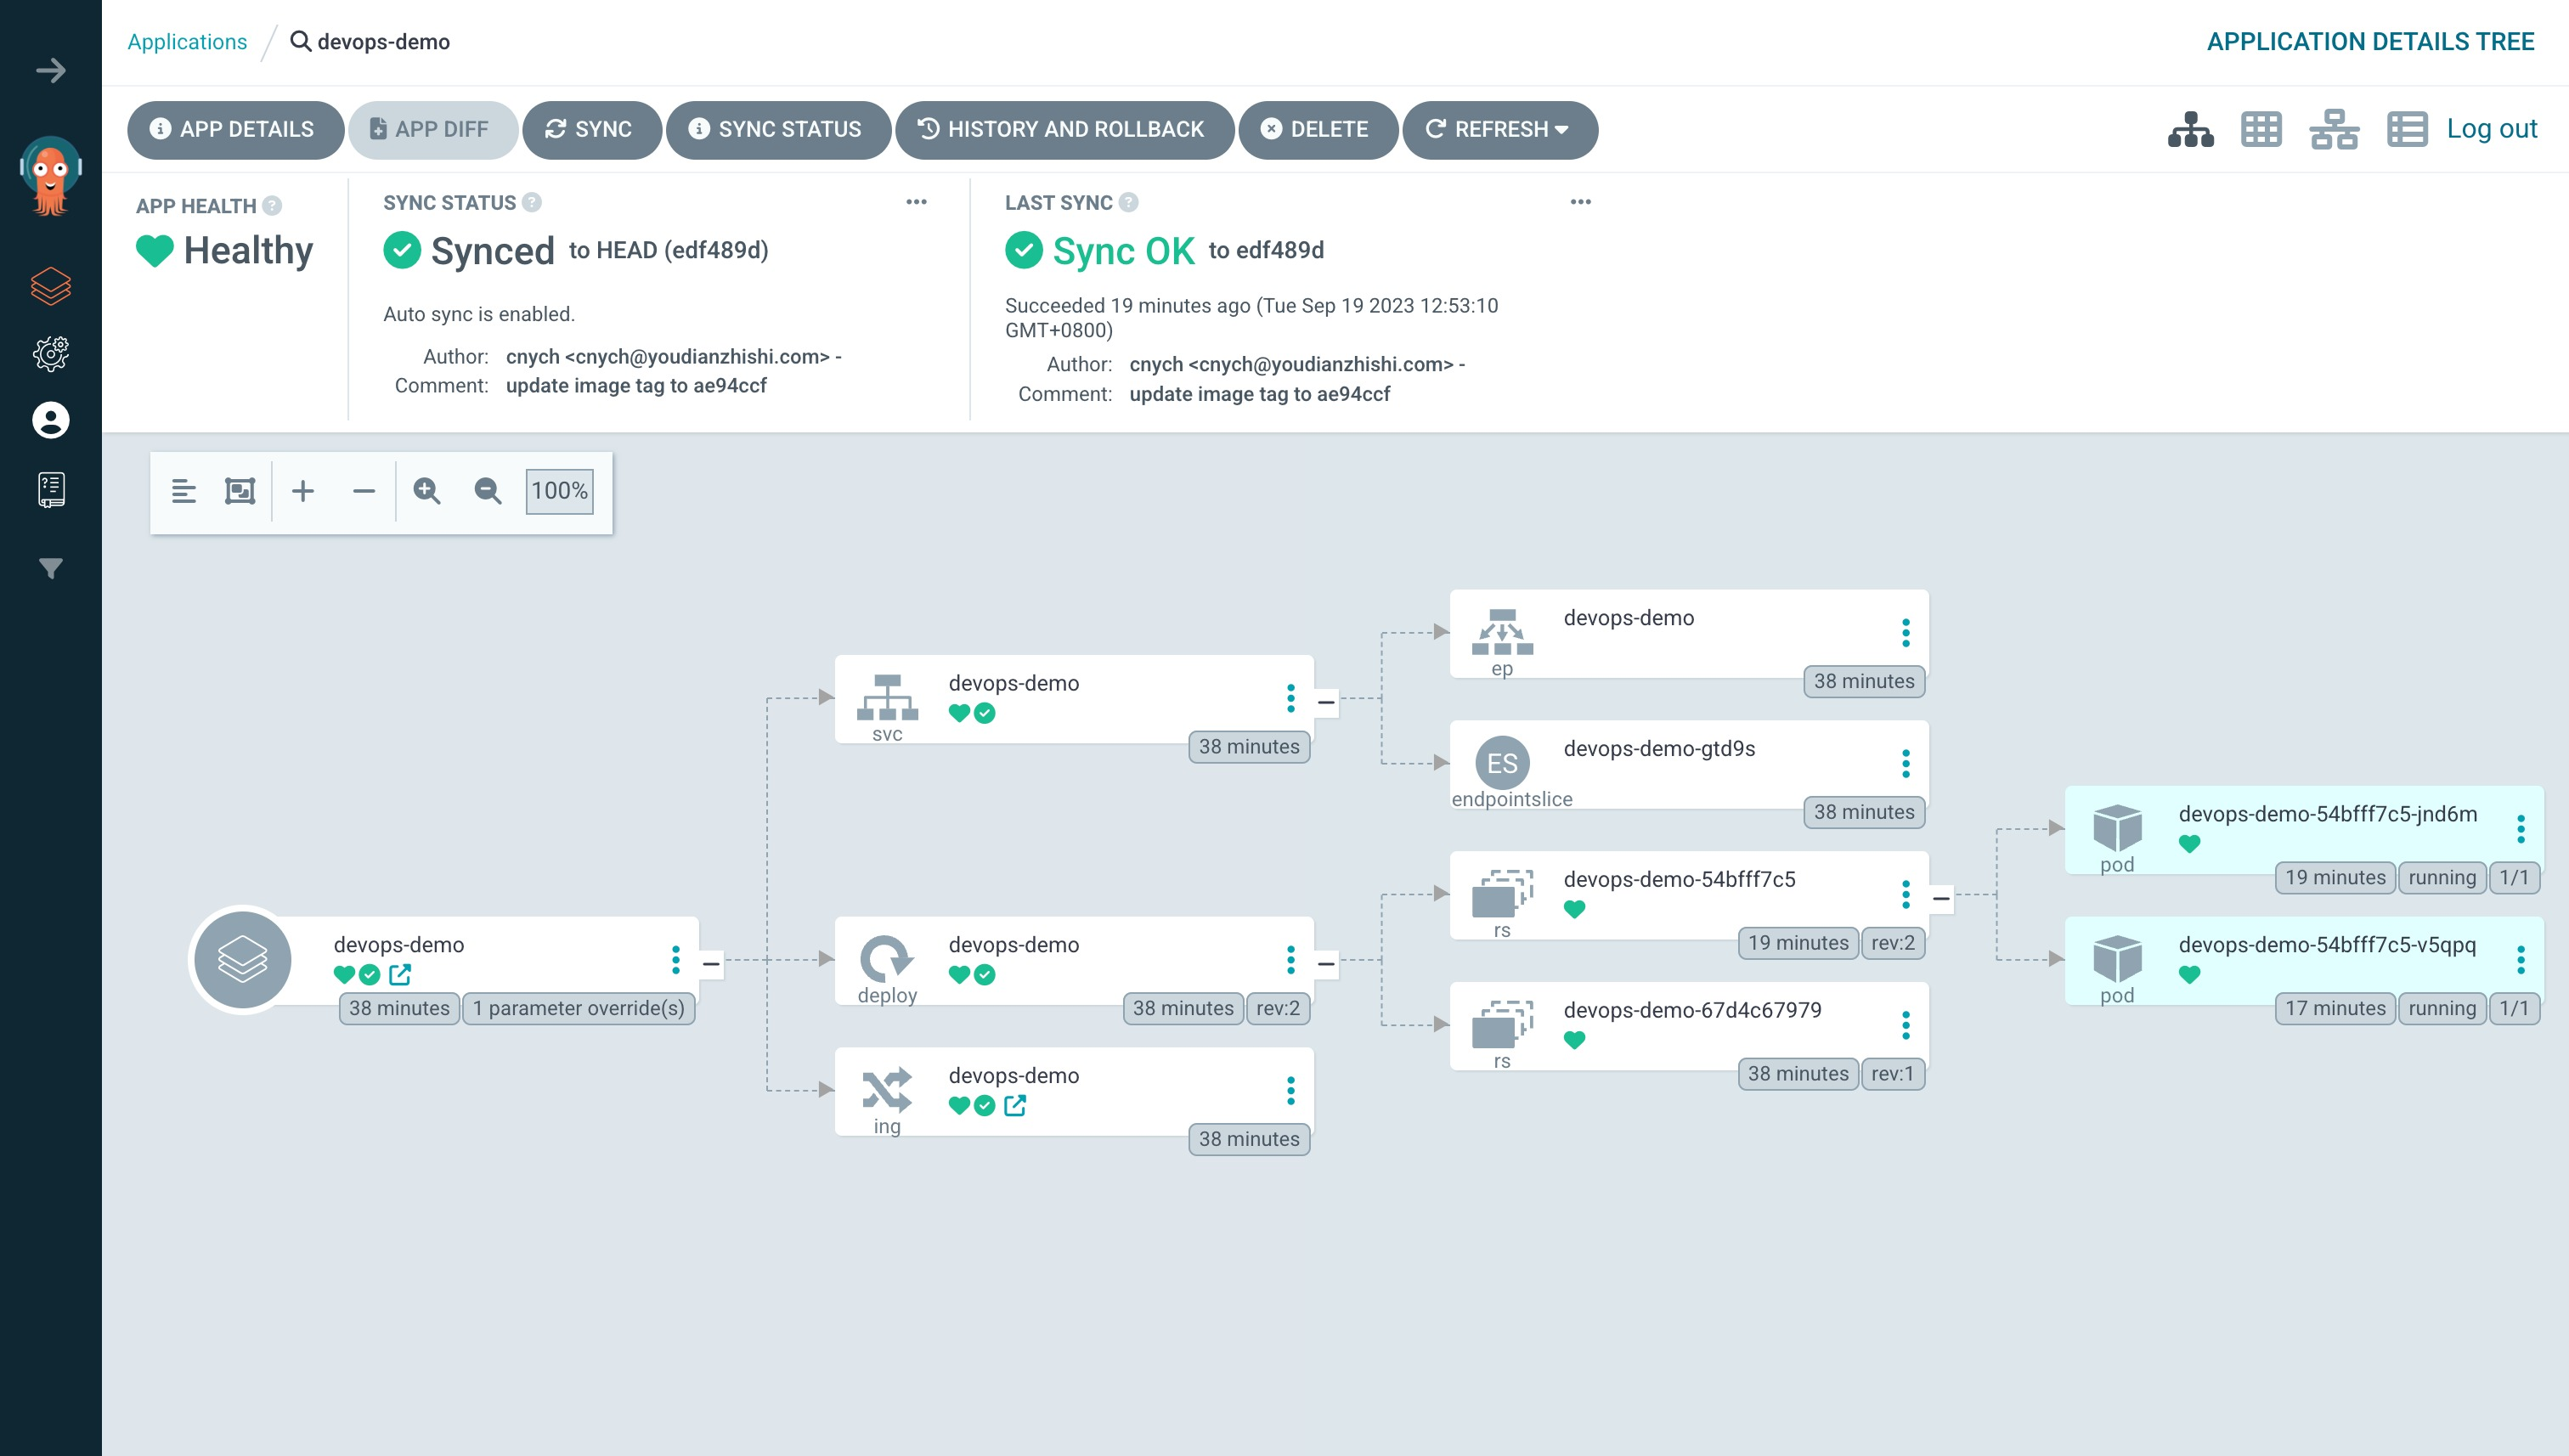 Applications / devops-demo
APPLICATION DETAILS TREE
APP DETAILS
APP DIFF
SYNC
SYNC STATUS
HISTORY AND ROLLBACK
DELETE
REFRESH
Log out
APP HEALTH ?
Healthy
SYNC STATUS ?
Synced to HEAD (edf489d)
Auto sync is enabled.
Author: cnych <cnych@youdianzhishi.com> -
Comment: update image tag to ae94ccf
LAST SYNC ?
Sync OK to edf489d
Succeeded 19 minutes ago (Tue Sep 19 2023 12:53:10
GMT+0800)
Author: cnych <cnych@youdianzhishi.com> -
Comment: update image tag to ae94ccf
100%
devops-demo
38 minutes
1 parameter override(s)
devops-demo
svc
38 minutes
devops-demo
deploy
38 minutes
rev:2
devops-demo
ing
38 minutes
devops-demo
ep
38 minutes
ES
devops-demo-gtd9s
endpointslice
38 minutes
devops-demo-54bfff7c5
rs
19 minutes
rev:2
devops-demo-67d4c67979
rs
38 minutes
rev:1
devops-demo-54bfff7c5-jnd6m
pod
19 minutes
running
1/1
devops-demo-54bfff7c5-v5qpq
pod
17 minutes
running
1/1